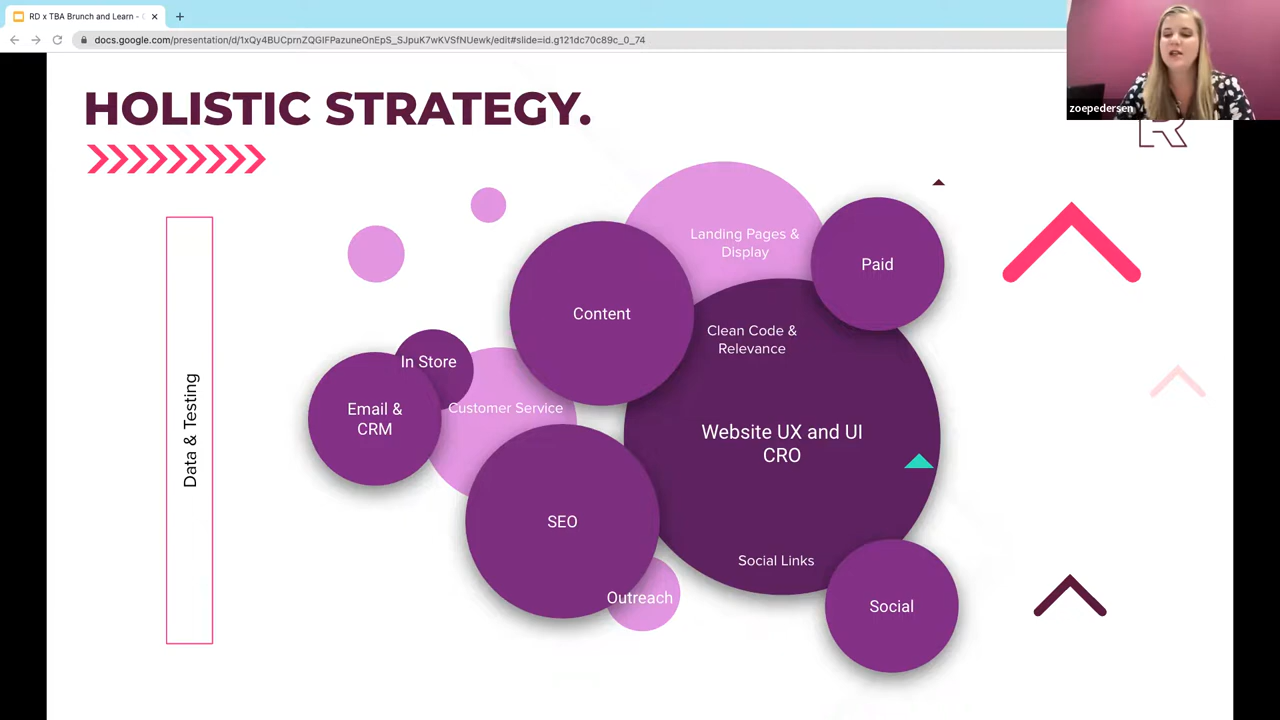 RD x TBA Brunch and Learn -
docs.google.com/presentation/d/1xQy4BUCprnZQGIFPazuneOnEpS_SJpuK7wKVSfNUewk/edit#slide=id.g121dc70c89c_0_74
zoepedersen
HOLISTIC STRATEGY.
Landing Pages &
Display
Paid
Content
Clean Code &
Relevance
In Store
Email &
CRM
Customer Service
Data & Testing
Website UX and UI
CRO
SEO
Social Links
Outreach
Social